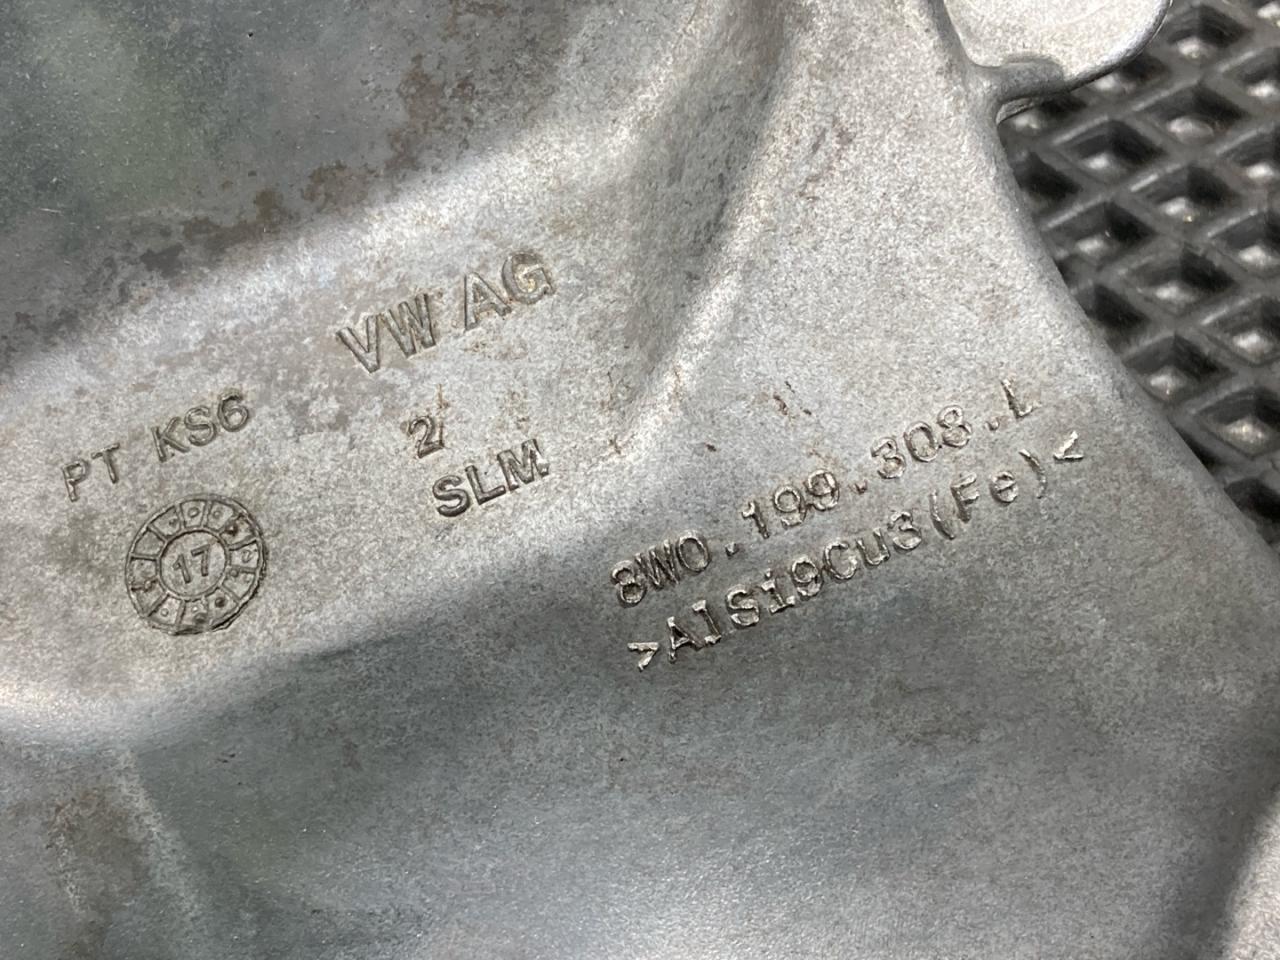 VW AG
PT KS6
2
SLM
17
8W0.199.308.L
>AlSi9Cu3(Fe)<